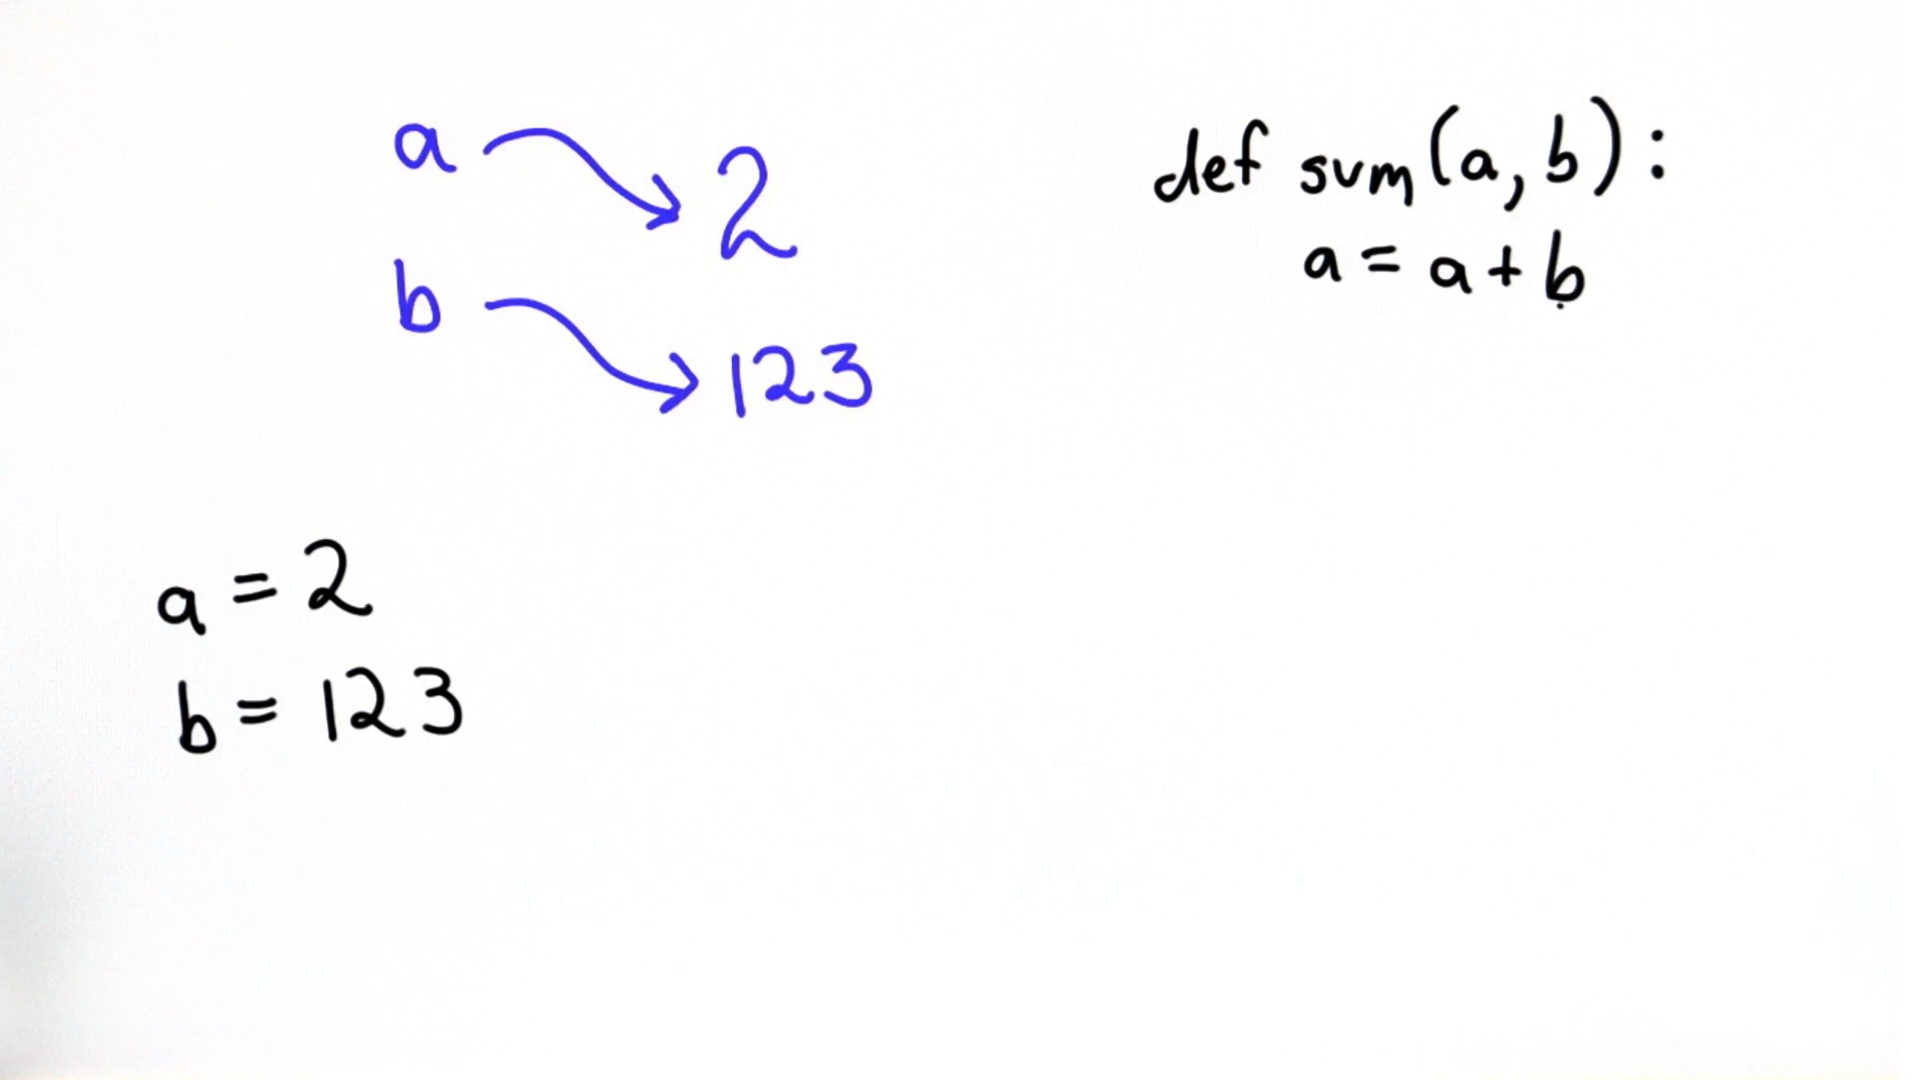 a → 2
b → 123
def sum(a, b):
a = a + b
a = 2
b = 123